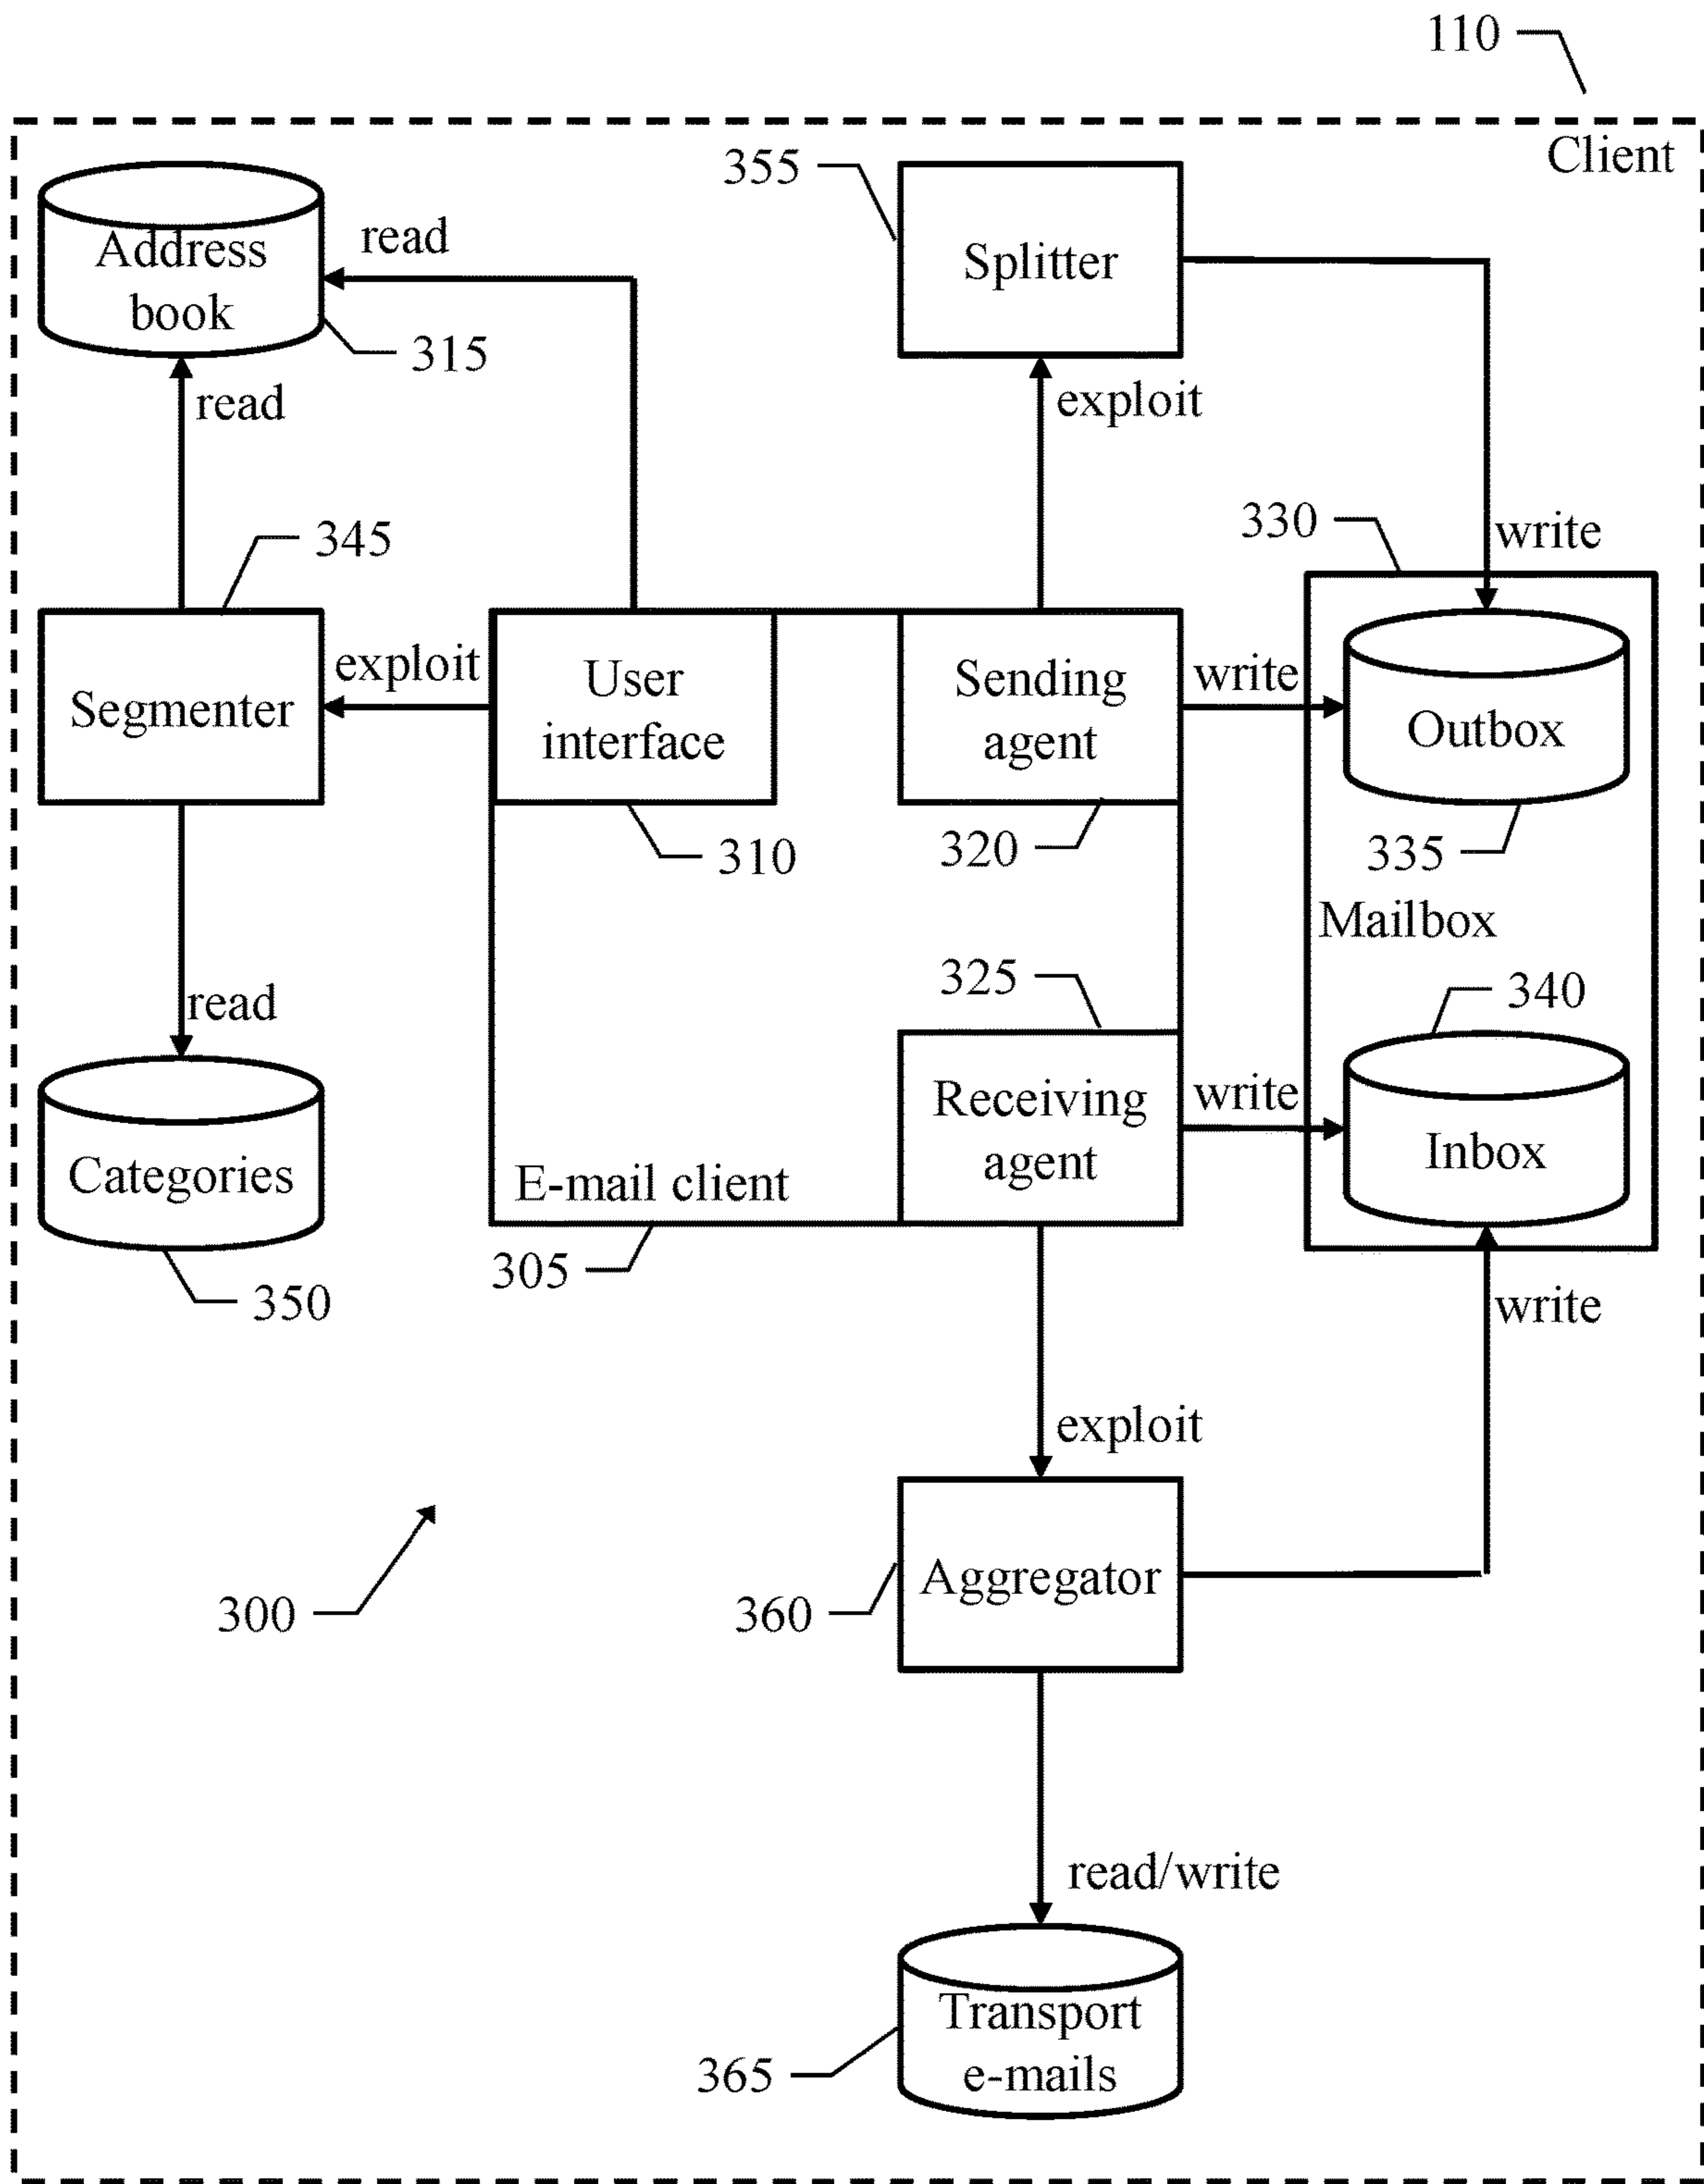 110
Client
355
Address
book
read
Splitter
315
read
exploit
345
330
write
Segmenter
exploit
User
interface
Sending
agent
write
Outbox
310
320
335
Mailbox
325
340
read
Categories
Receiving
agent
write
Inbox
E-mail client
305
350
write
exploit
300
360
Aggregator
read/write
365
Transport
e-mails